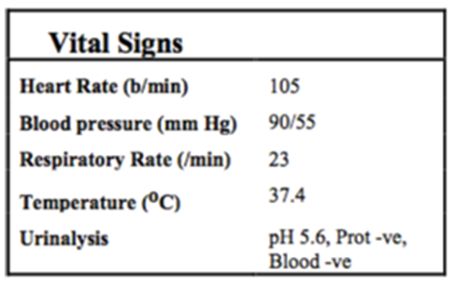 Vital Signs
Heart Rate (b/min) 105
Blood pressure (mm Hg) 90/55
Respiratory Rate (/min) 23
Temperature (⁰C) 37.4
Urinalysis pH 5.6, Prot -ve,
Blood -ve